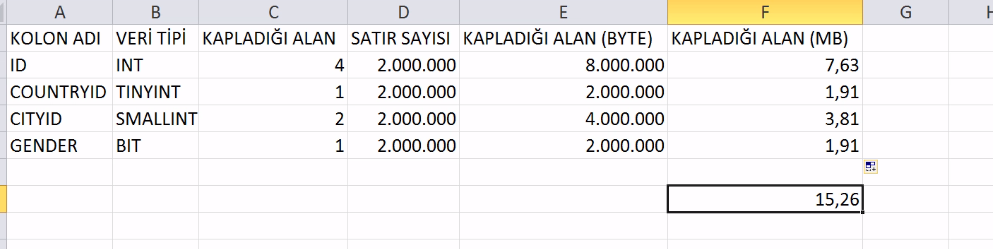 A B C D E F G
KOLON ADI VERİ TİPİ KAPLADIĞI ALAN SATIR SAYISI KAPLADIĞI ALAN (BYTE) KAPLADIĞI ALAN (MB)
ID INT 4 2.000.000 8.000.000 7,63
COUNTRYID TINYINT 1 2.000.000 2.000.000 1,91
CITYID SMALLINT 2 2.000.000 4.000.000 3,81
GENDER BIT 1 2.000.000 2.000.000 1,91
15,26